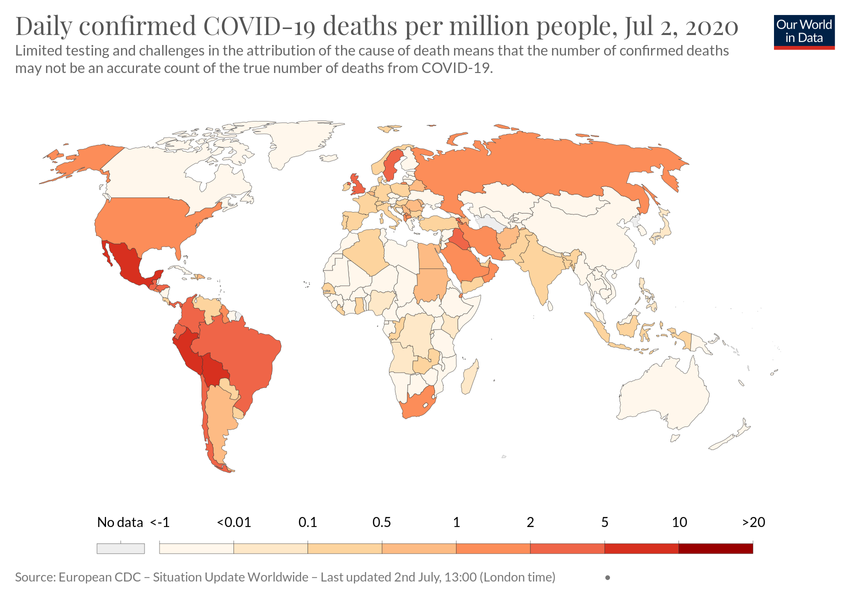 Daily confirmed COVID-19 deaths per million people, Jul 2, 2020
Our World
in Data
Limited testing and challenges in the attribution of the cause of death means that the number of confirmed deaths
may not be an accurate count of the true number of deaths from COVID-19.
No data <-1 <0.01 0.1 0.5 1 2 5 10 >20
Source: European CDC – Situation Update Worldwide – Last updated 2nd July, 13:00 (London time) •